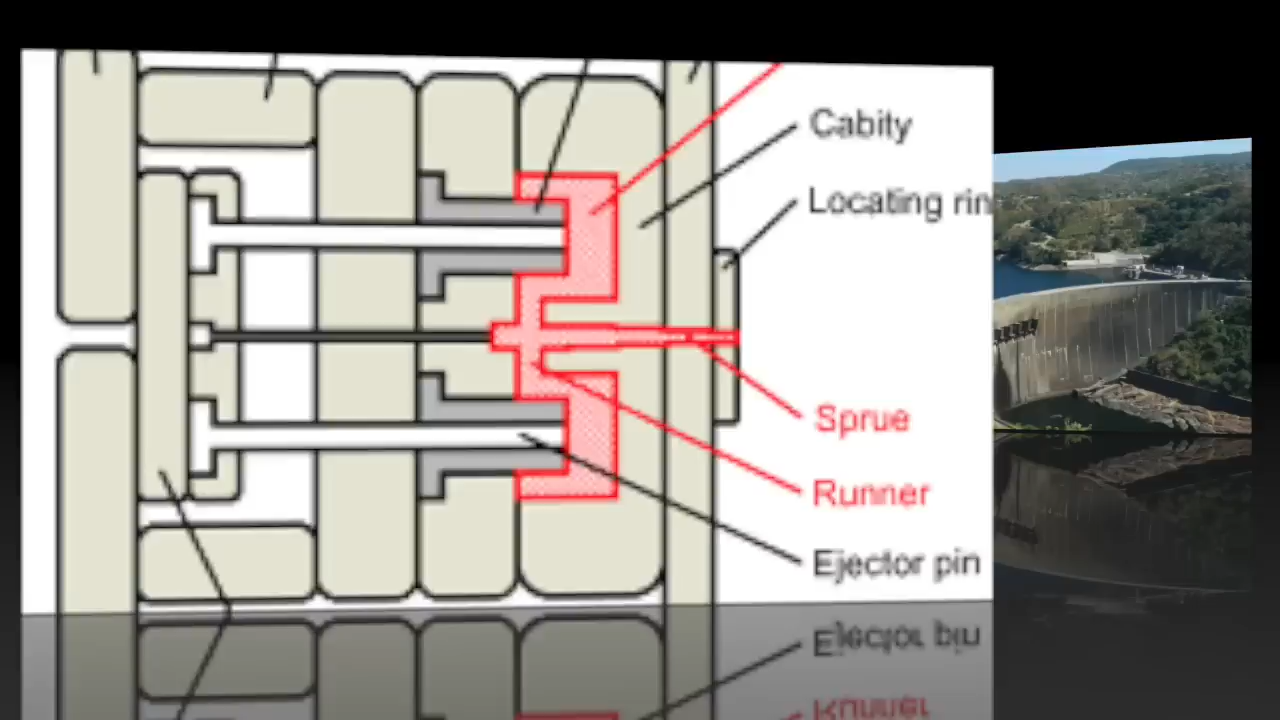 Cabity
Locating rin
Sprue
Runner
Ejector pin